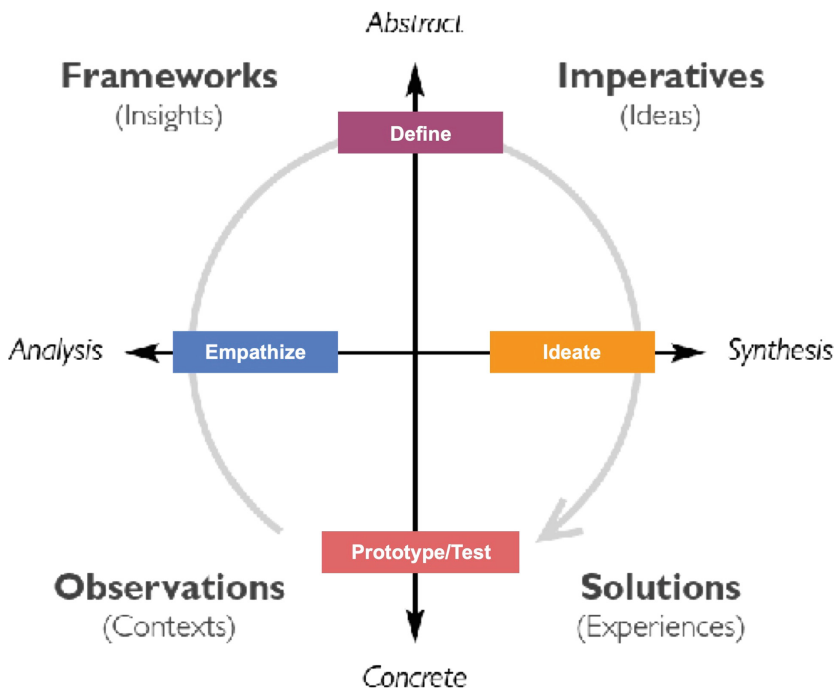 Abstract
Frameworks
(Insights)
Imperatives
(Ideas)
Define
Analysis
Empathize
Ideate
Synthesis
Prototype/Test
Observations
(Contexts)
Solutions
(Experiences)
Concrete